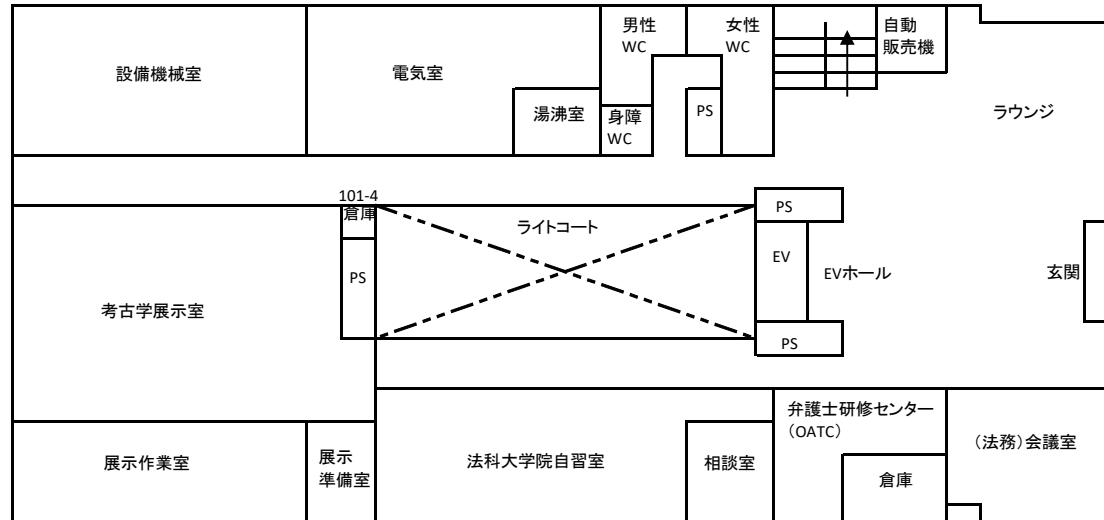 設備機械室
電気室
湯沸室
男性
WC
身障
WC
女性
WC
PS
自動
販売機
ラウンジ
101-4
倉庫
PS
ライトコート
PS
EV
EVホール
PS
玄関
考古学展示室
展示作業室
展示
準備室
法科大学院自習室
相談室
弁護士研修センター
（OATC）
倉庫
（法務）会議室